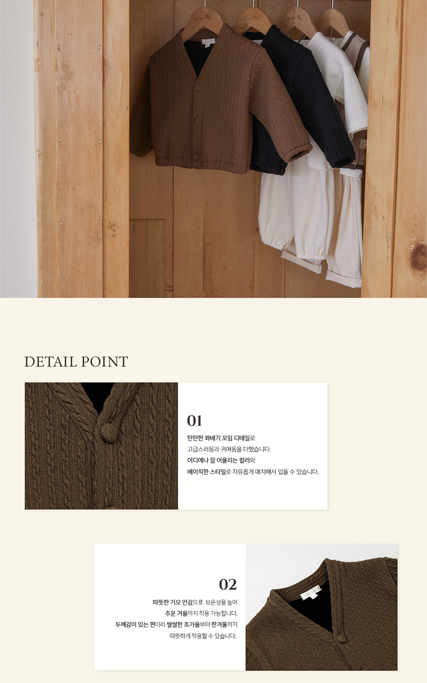 DETAIL POINT
01
탄탄한 꽈배기 꼬임 디테일로
고급스러움과 귀여움을 더했습니다.
어디에나 잘 어울리는 컬러와
베이직한 스타일로 자유롭게 매치해서 입을 수 있습니다.
02
따뜻한 기모 안감으로 보온성을 높여
추운 겨울까지 착용 가능합니다.
두께감이 있는 편이라 쌀쌀한 초가을부터 한겨울까지
따뜻하게 착용할 수 있습니다.